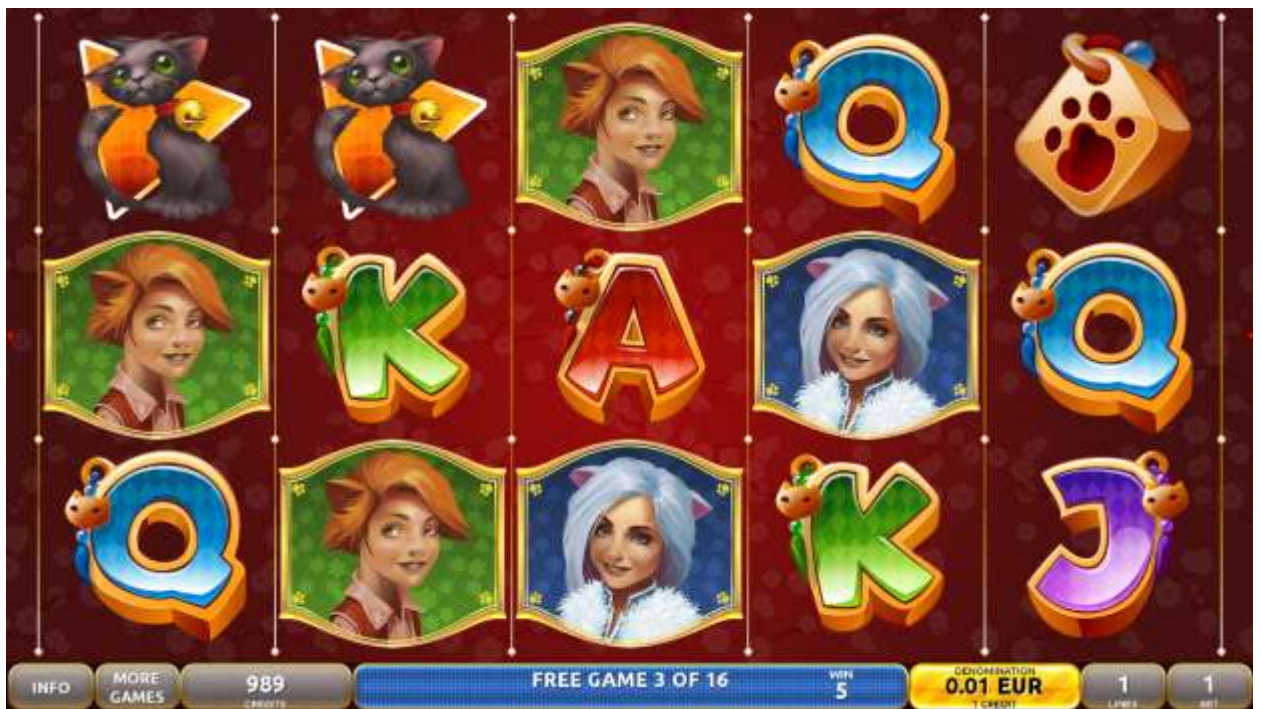 Q
K
A
Q
Q
K
J
INFO
MORE
GAMES
989
CREDITS
FREE GAME 3 OF 16
WIN
5
DENOMINATION
0.01 EUR
1 CREDIT
1
LINES
1
BET